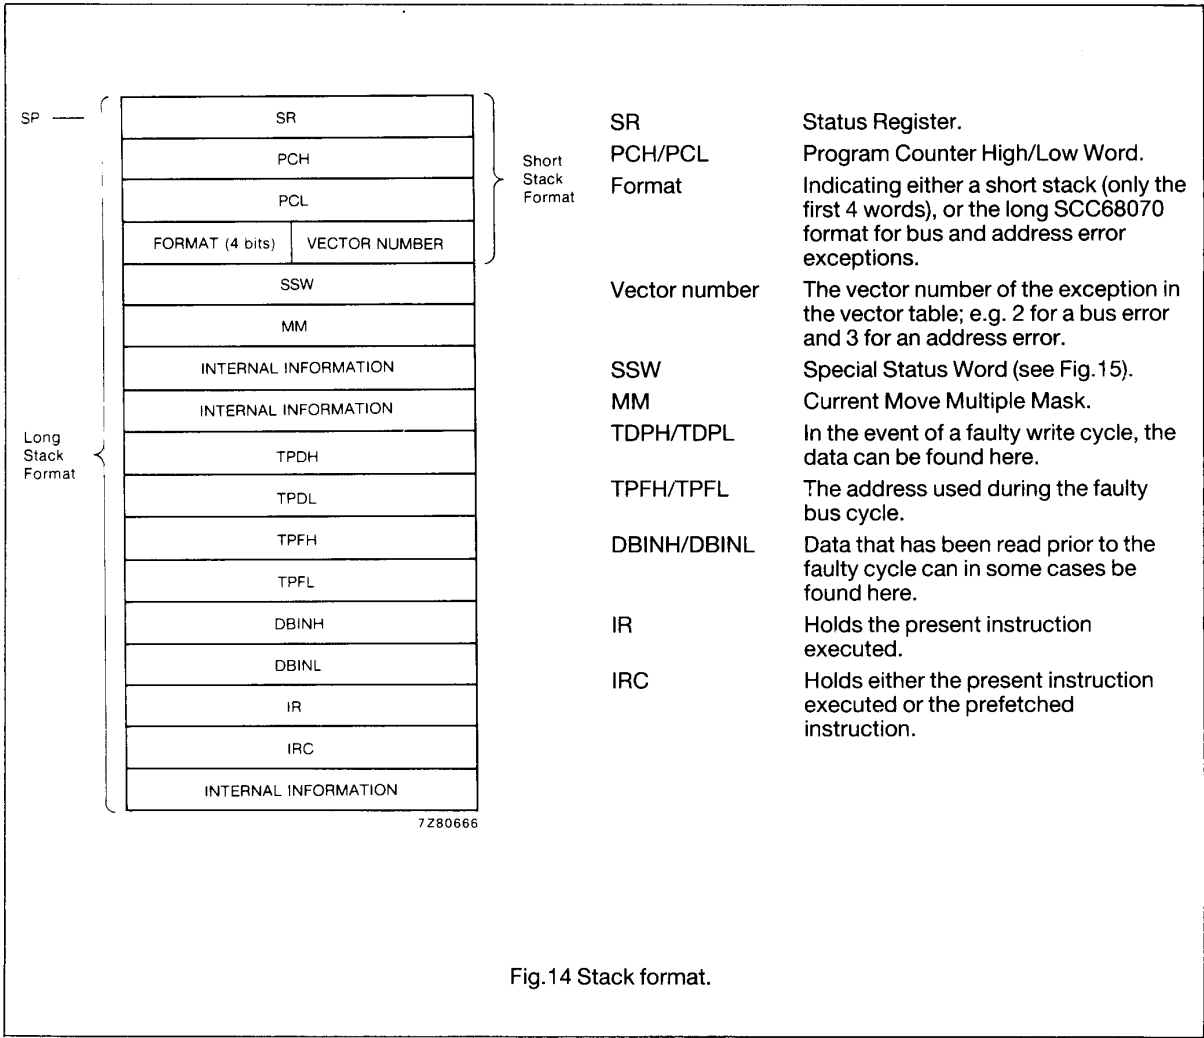 SP
SR
PCH
PCL
FORMAT (4 bits) VECTOR NUMBER
SSW
MM
INTERNAL INFORMATION
INTERNAL INFORMATION
TPDH
TPDL
TPFH
TPFL
DBINH
DBINL
IR
IRC
INTERNAL INFORMATION
7Z80666
Short
Stack
Format
Long
Stack
Format
SR Status Register.
PCH/PCL Program Counter High/Low Word.
Format Indicating either a short stack (only the
first 4 words), or the long SCC68070
format for bus and address error
exceptions.
Vector number The vector number of the exception in
the vector table; e.g. 2 for a bus error
and 3 for an address error.
SSW Special Status Word (see Fig.15).
MM Current Move Multiple Mask.
TDPH/TDPL In the event of a faulty write cycle, the
data can be found here.
TPFH/TPFL The address used during the faulty
bus cycle.
DBINH/DBINL Data that has been read prior to the
faulty cycle can in some cases be
found here.
IR Holds the present instruction
executed.
IRC Holds either the present instruction
executed or the prefetched
instruction.
Fig.14 Stack format.